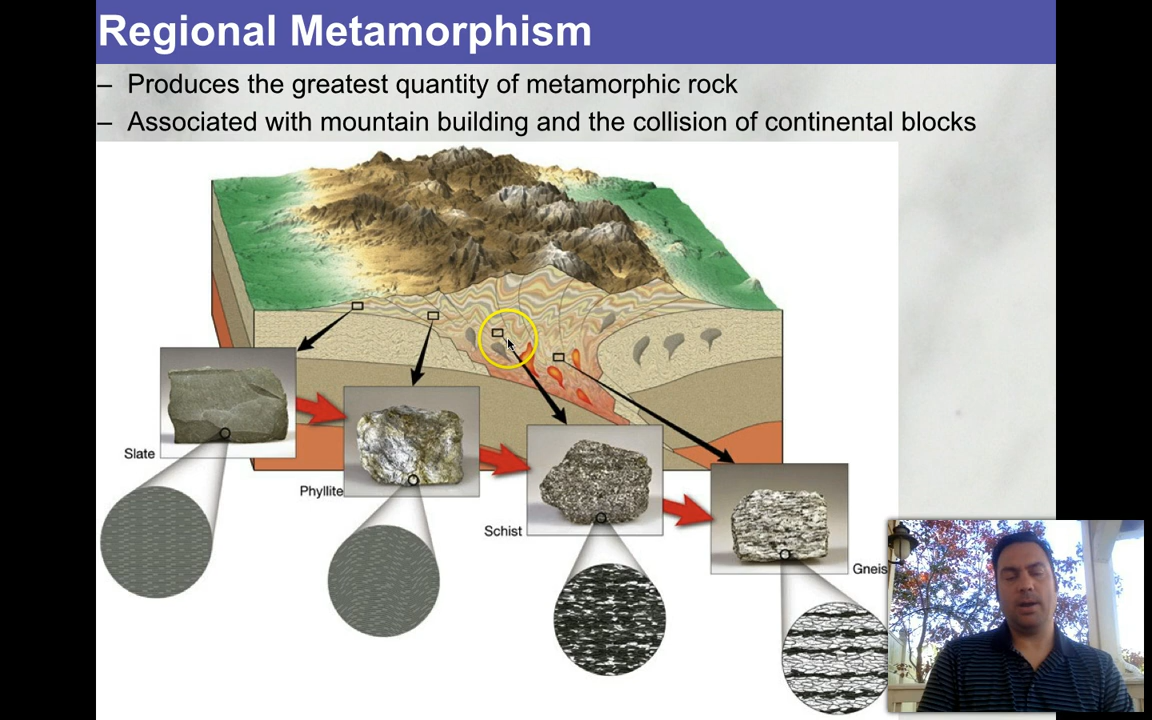 Regional Metamorphism
– Produces the greatest quantity of metamorphic rock
– Associated with mountain building and the collision of continental blocks
Slate
Phyllite
Schist
Gneis